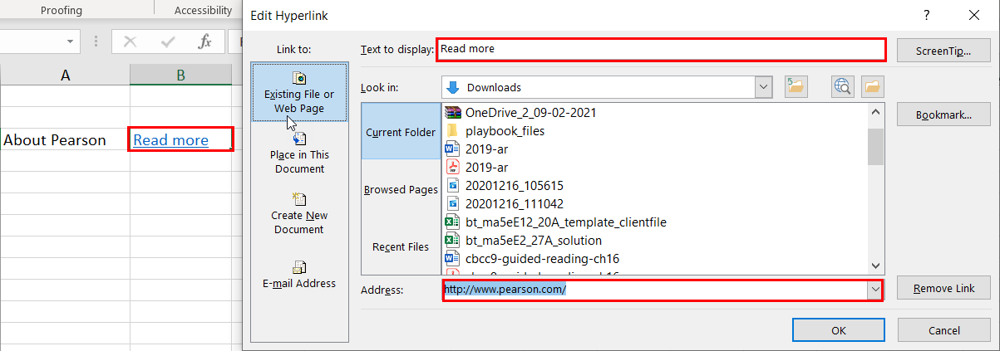 Proofing
Accessibility
fx
A
B
About Pearson
Read more
Edit Hyperlink
?
Link to:
Existing File or
Web Page
Place in This
Document
Create New
Document
E-mail Address
Text to display:
Read more
ScreenTip...
Look in:
Downloads
Current Folder
Browsed Pages
Recent Files
OneDrive_2_09-02-2021
playbook_files
2019-ar
2019-ar
20201216_105615
20201216_111042
bt_ma5eE12_20A_template_clientfile
bt_ma5eE2_27A_solution
cbcc9-guided-reading-ch16
Bookmark...
Address:
http://www.pearson.com/
Remove Link
OK
Cancel